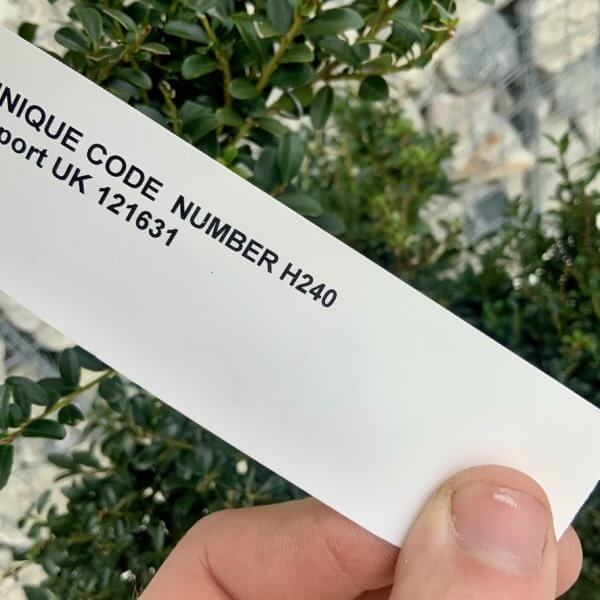 NIQUE CODE NUMBER H240
port UK 121631